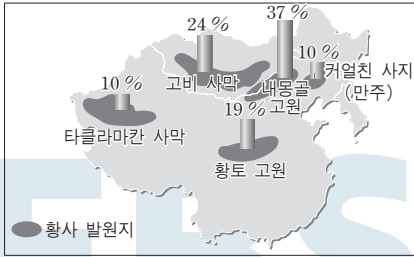 37 %
24 %
10 %
고비 사막
내몽골
고원
커얼친 사지
(만주)
10 %
타클라마칸 사막
19 %
황토 고원
황사 발원지
EBS